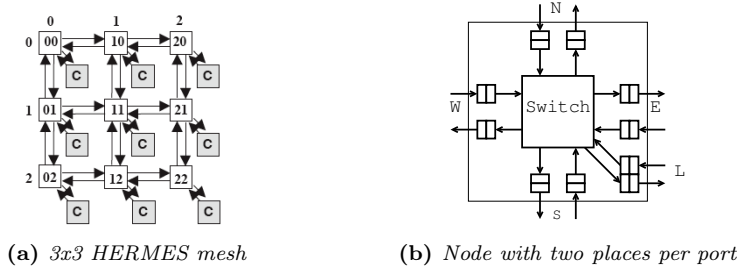 0 1 2
0 00 10 20
C C C
1 01 11 21
C C C
2 02 12 22
C C C
(a) 3x3 HERMES mesh
N
W Switch E
L
S
(b) Node with two places per port